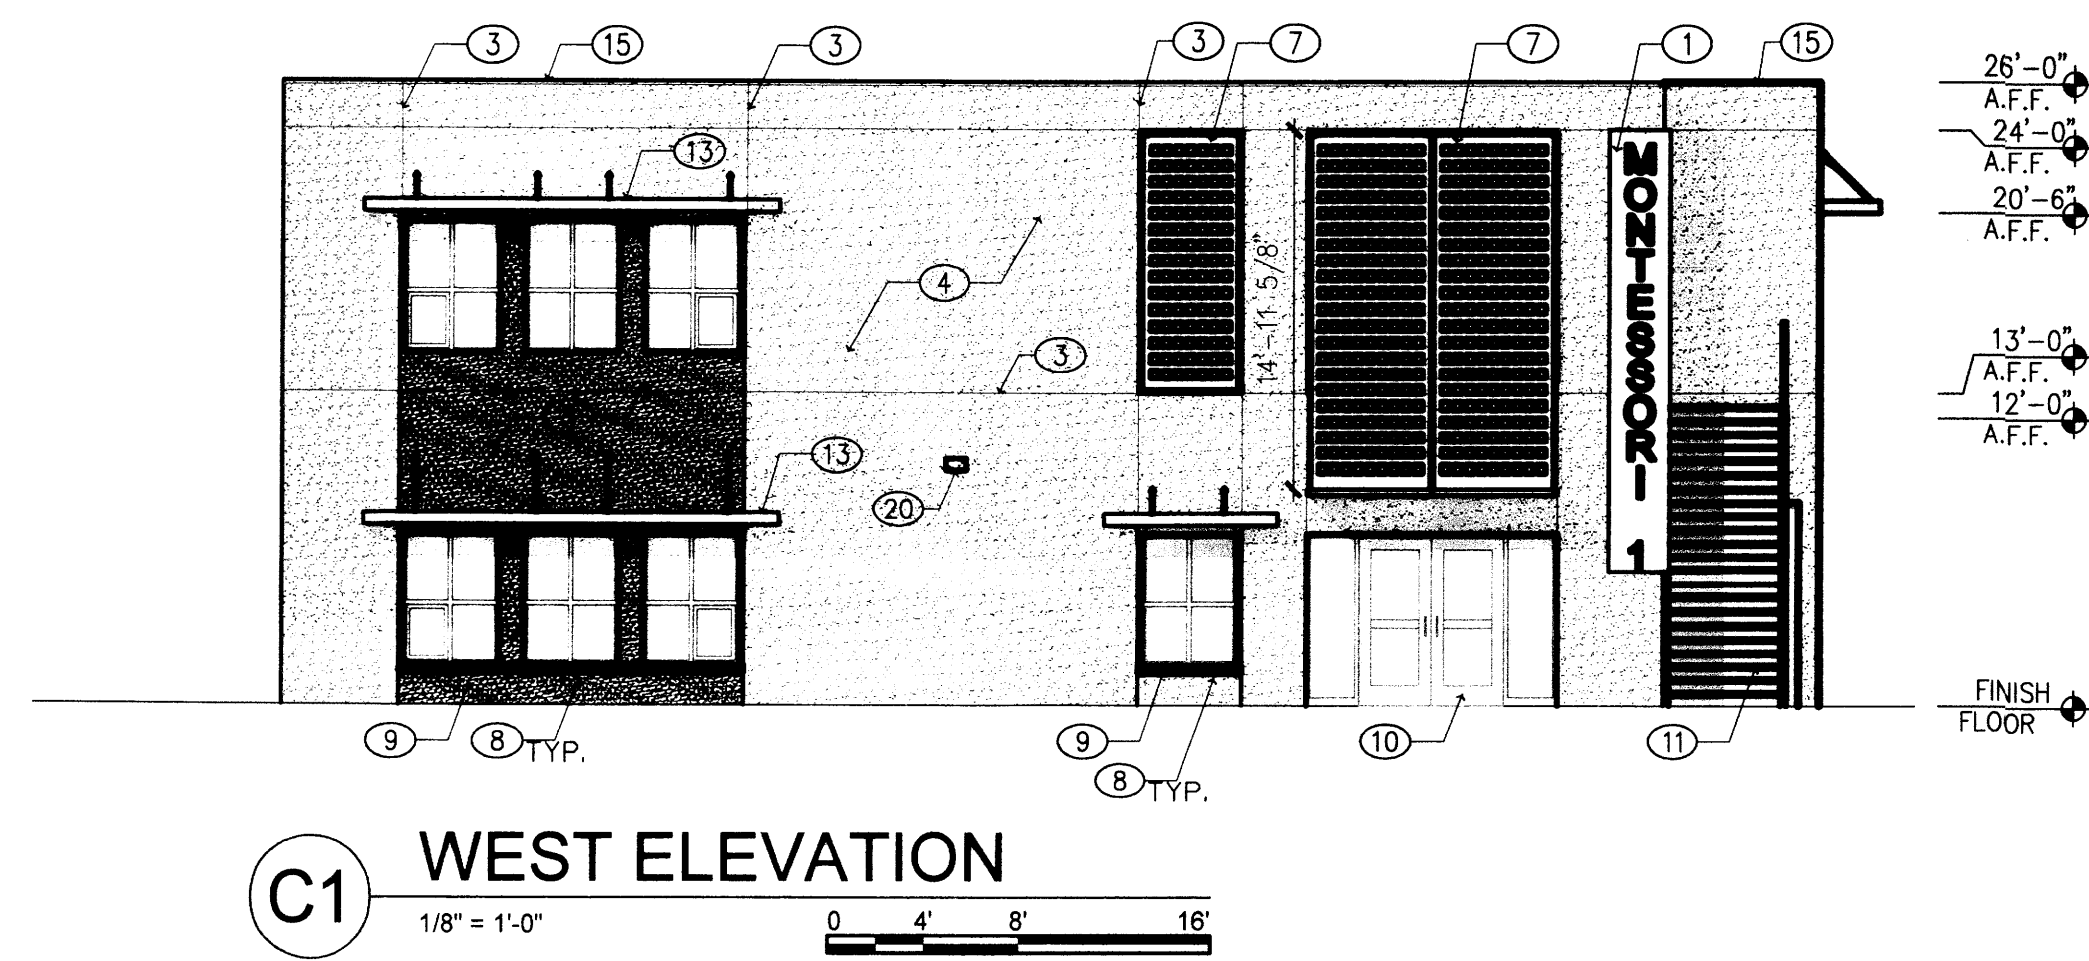 3
15
3
3
7
7
1
15
13
4
3
13
20
14'-11 5/8"
MONTESSORI 1
26'-0"
A.F.F.
24'-0"
A.F.F.
20'-6"
A.F.F.
13'-0"
A.F.F.
12'-0"
A.F.F.
FINISH
FLOOR
9
8 TYP.
9
8 TYP.
10
11
C1
WEST ELEVATION
1/8" = 1'-0"
0 4' 8' 16'